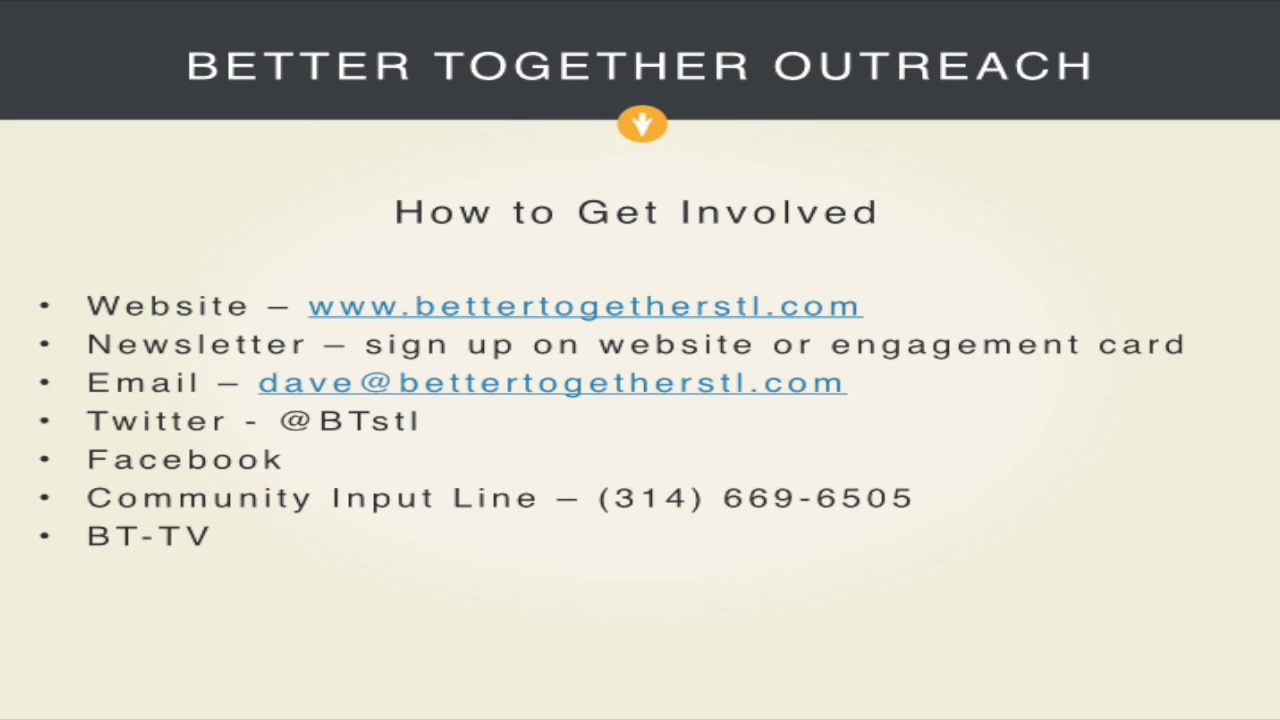 BETTER TOGETHER OUTREACH
How to Get Involved
• Website – www.bettertogetherstl.com
• Newsletter – sign up on website or engagement card
• Email – dave@bettertogetherstl.com
• Twitter - @BTstl
• Facebook
• Community Input Line – (314) 669-6505
• BT-TV